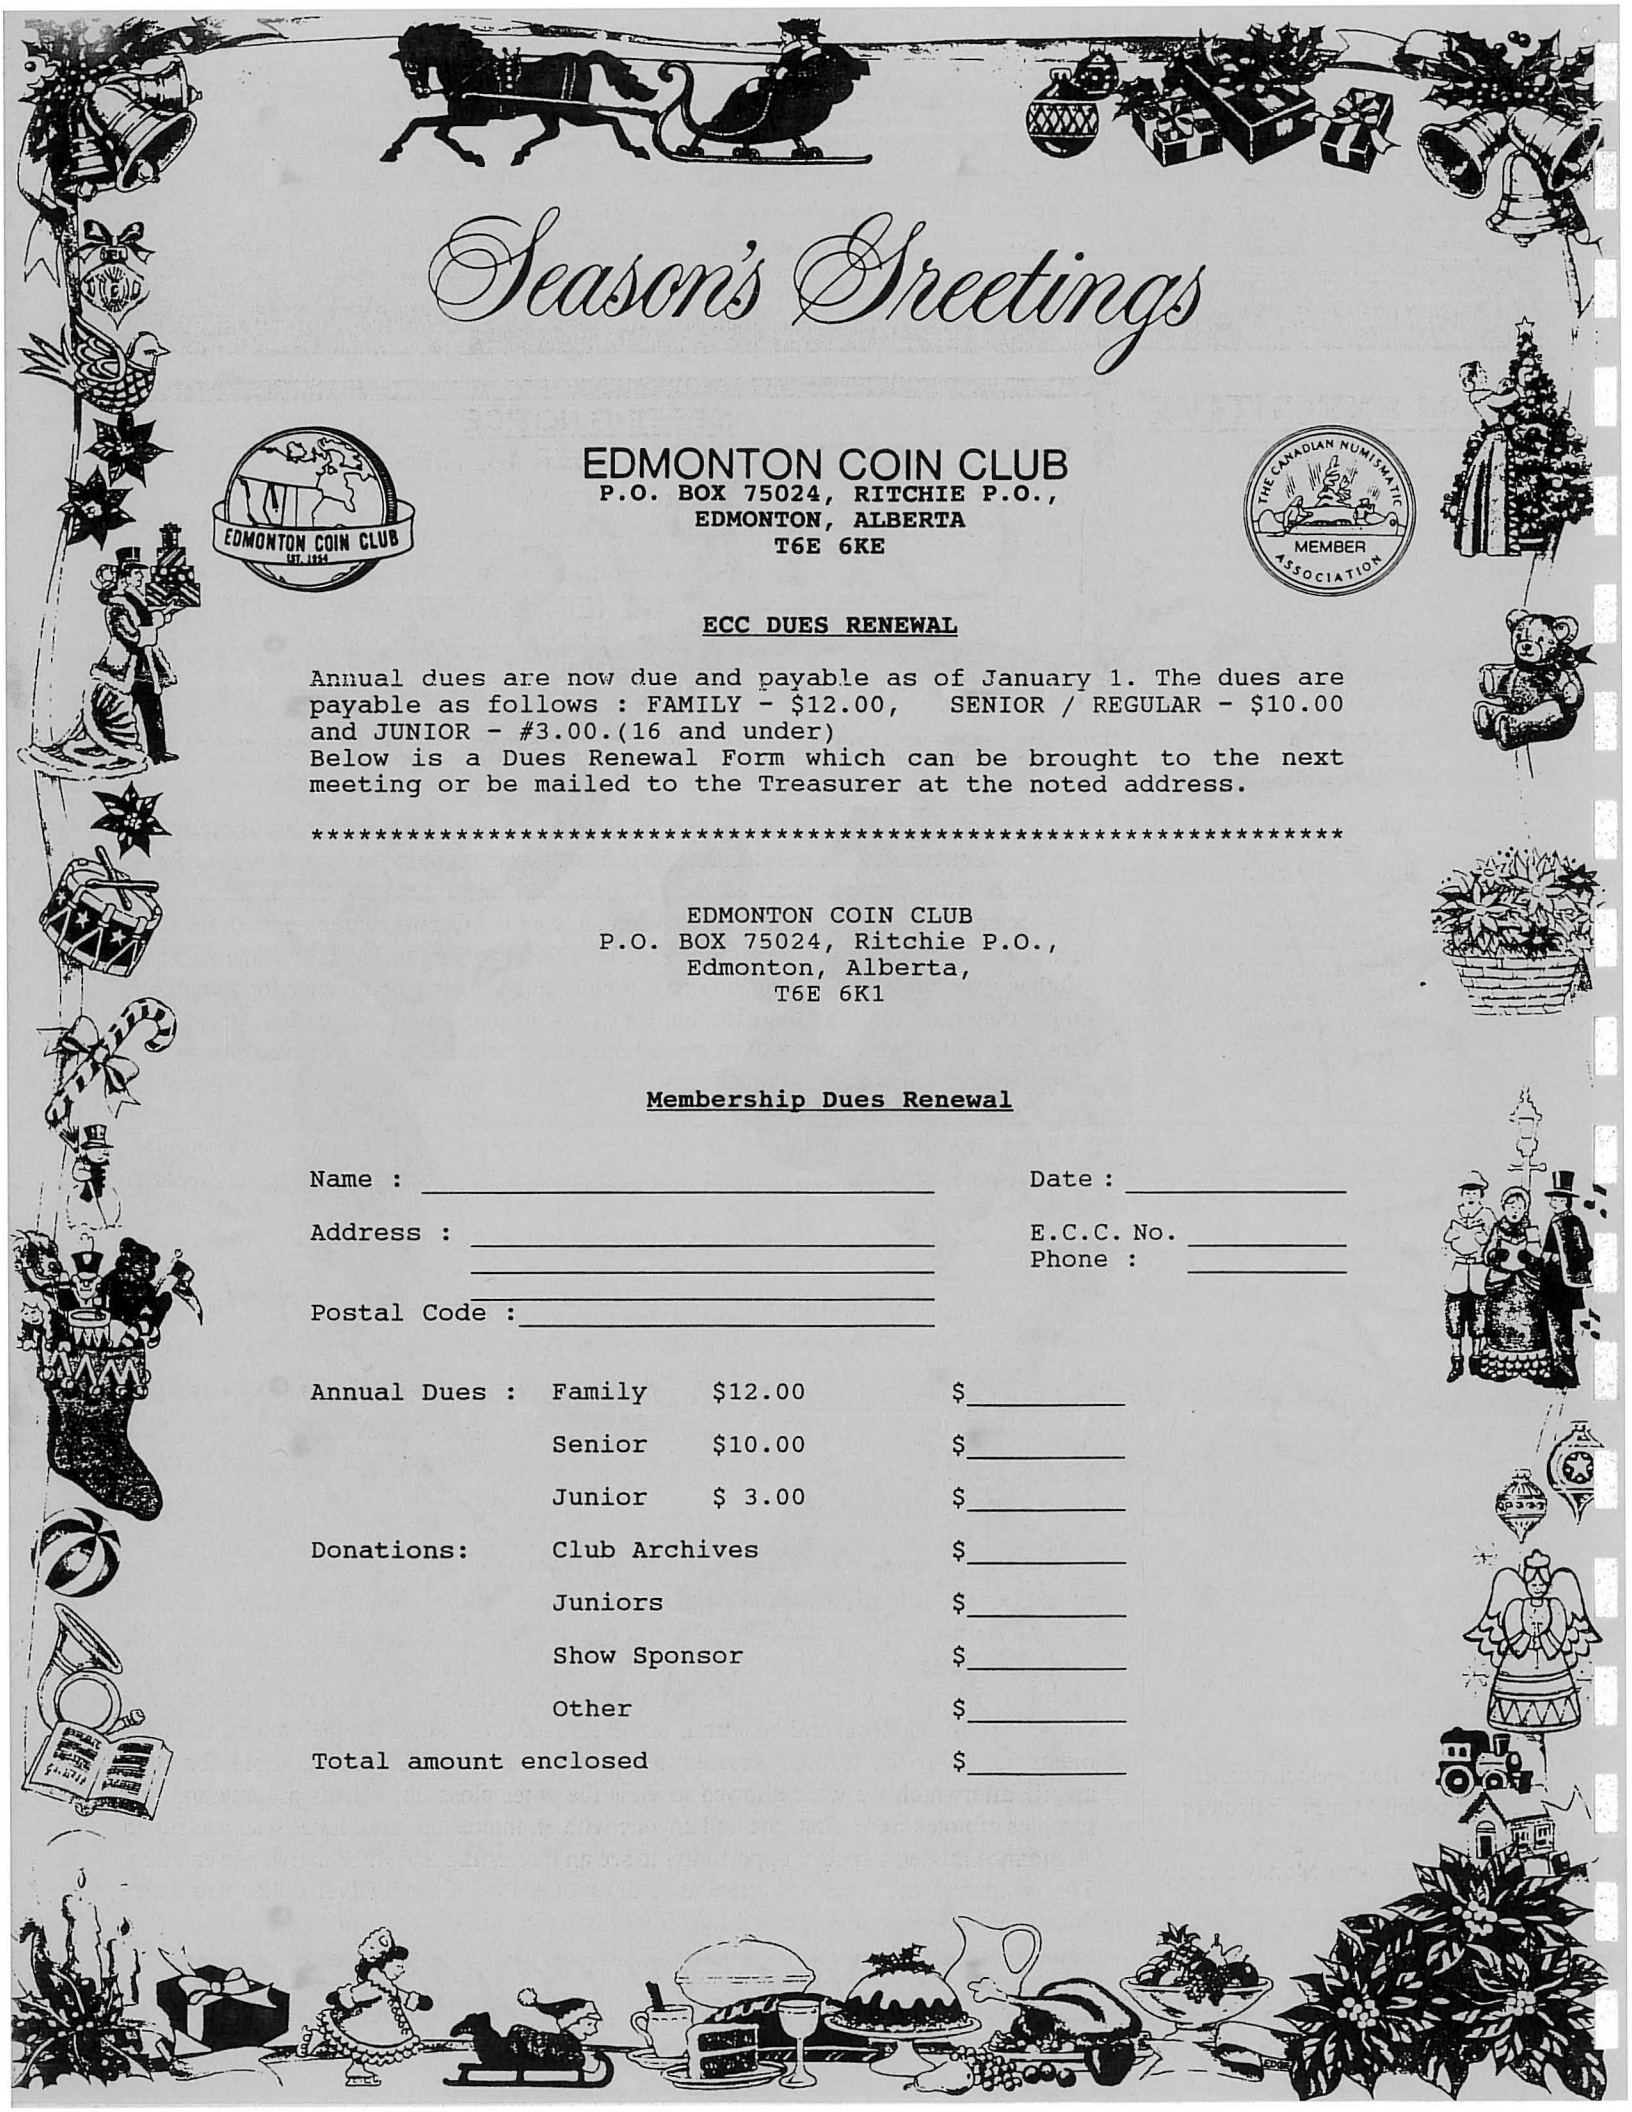 Season's Greetings
EDMONTON COIN CLUB
EST. 1954
EDMONTON COIN CLUB
P.O. BOX 75024, RITCHIE P.O.,
EDMONTON, ALBERTA
T6E 6KE
THE CANADIAN NUMISMATIC
MEMBER
ASSOCIATION
ECC DUES RENEWAL
Annual dues are now due and payable as of January 1. The dues are
payable as follows : FAMILY - $12.00, SENIOR / REGULAR - $10.00
and JUNIOR - #3.00.(16 and under)
Below is a Dues Renewal Form which can be brought to the next
meeting or be mailed to the Treasurer at the noted address.
*****************************************************************
EDMONTON COIN CLUB
P.O. BOX 75024, Ritchie P.O.,
Edmonton, Alberta,
T6E 6K1
Membership Dues Renewal
Name : Date :
Address : E.C.C. No.
Phone :
Postal Code :
Annual Dues : Family $12.00 $
Senior $10.00 $
Junior $ 3.00 $
Donations: Club Archives $
Juniors $
Show Sponsor $
Other $
Total amount enclosed $